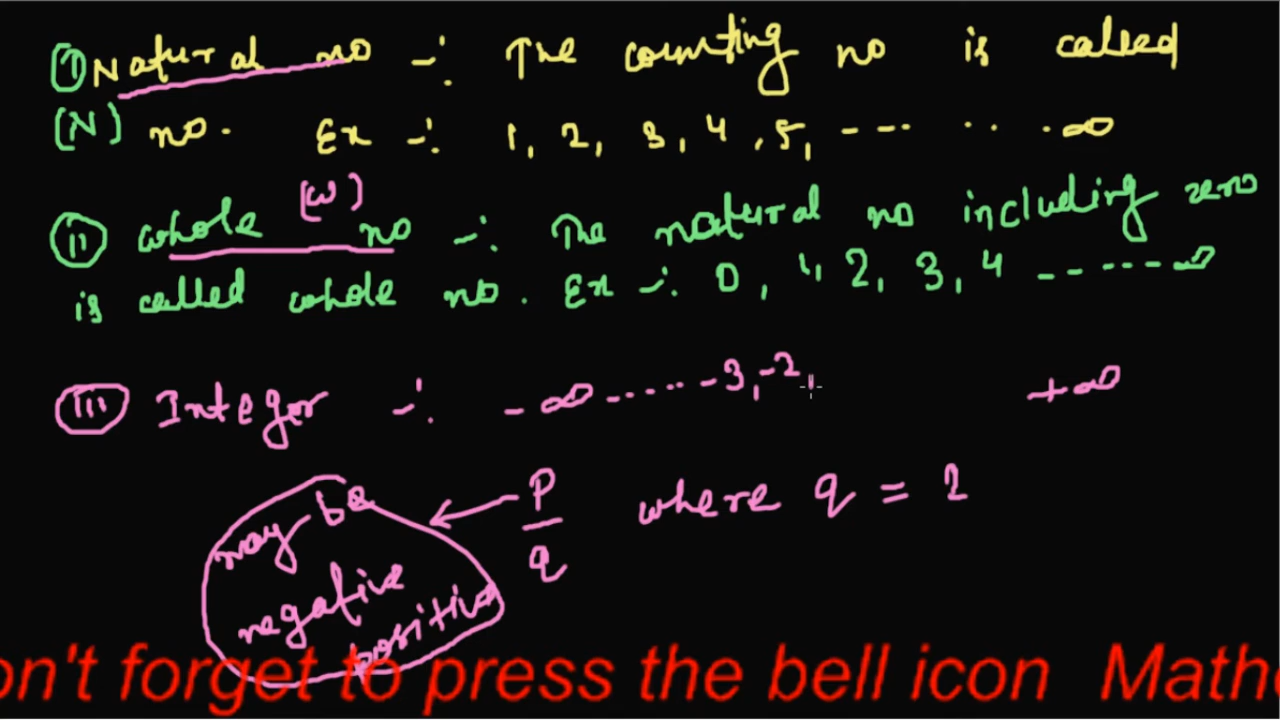 (I) Natural no -: The counting no is called
(N) no. Ex -: 1, 2, 3, 4, 5, --- ... ∞
(II) whole (W) no -: The natural no including zero
is called whole no. Ex -: 0, 1, 2, 3, 4 ------ ∞
(III) Integer -: - ∞ ..... -3, -2, +∞
may be negative positive ← p/q where q = 1
on't forget to press the bell icon Mathe